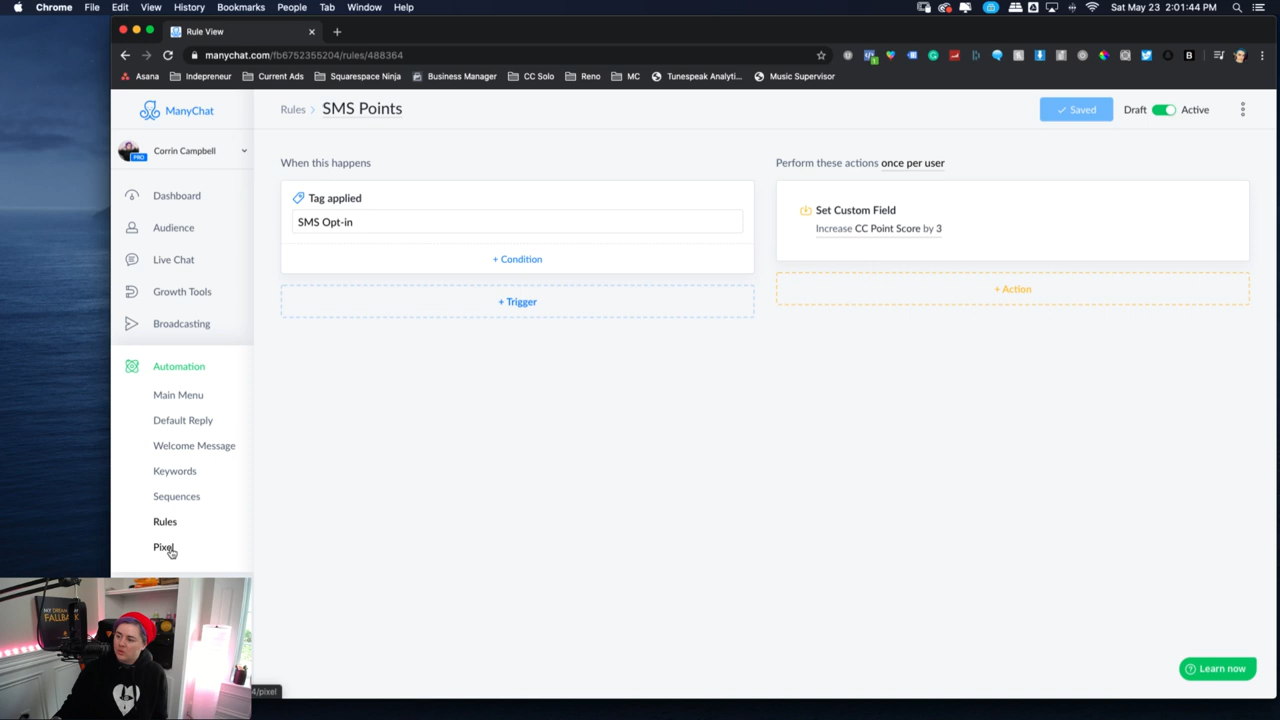 Chrome File Edit View History Bookmarks People Tab Window Help Sat May 23 2:01:44 PM
Rule View
manychat.com/fb6752355204/rules/488364
Asana Indepreneur Current Ads Squarespace Ninja Business Manager CC Solo Reno MC Tunespeak Analyti... Music Supervisor
ManyChat
Rules > SMS Points
Saved
Draft Active
Corrin Campbell
PRO
When this happens
Perform these actions once per user
Dashboard
Audience
Live Chat
Growth Tools
Broadcasting
Automation
Main Menu
Default Reply
Welcome Message
Keywords
Sequences
Rules
Pixel
Tag applied
SMS Opt-in
+ Condition
+ Trigger
Set Custom Field
Increase CC Point Score by 3
+ Action
FALLBACK
4/pixel
Learn now